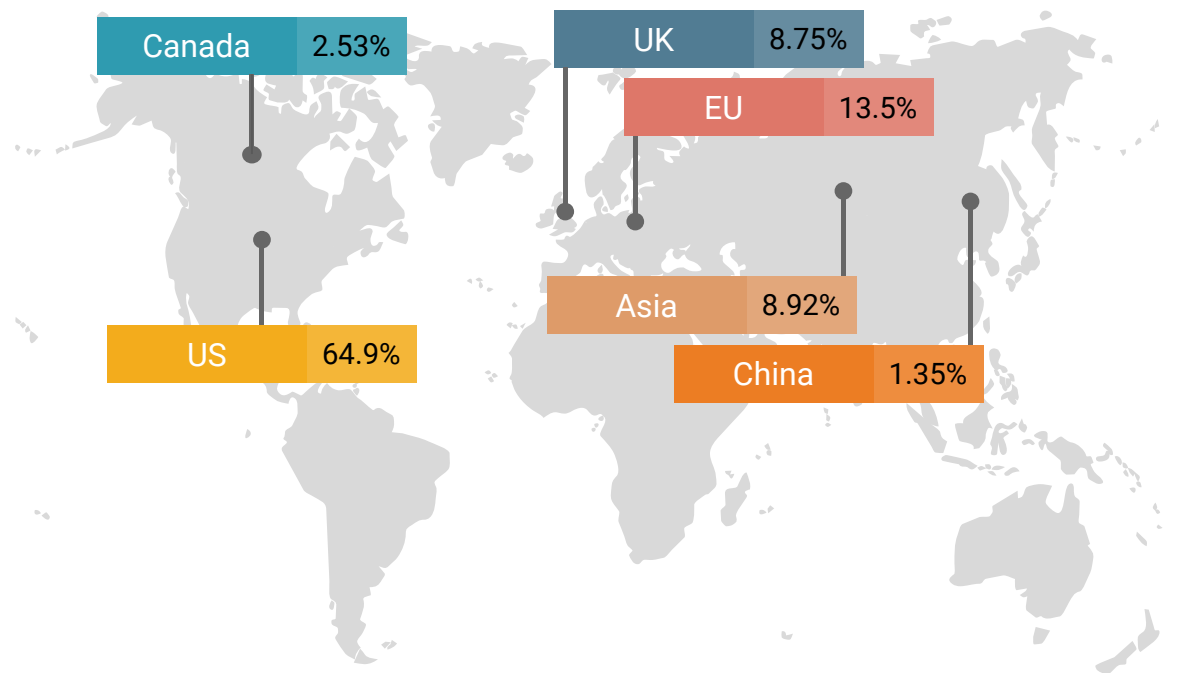 Canada 2.53%
UK 8.75%
EU 13.5%
Asia 8.92%
US 64.9%
China 1.35%